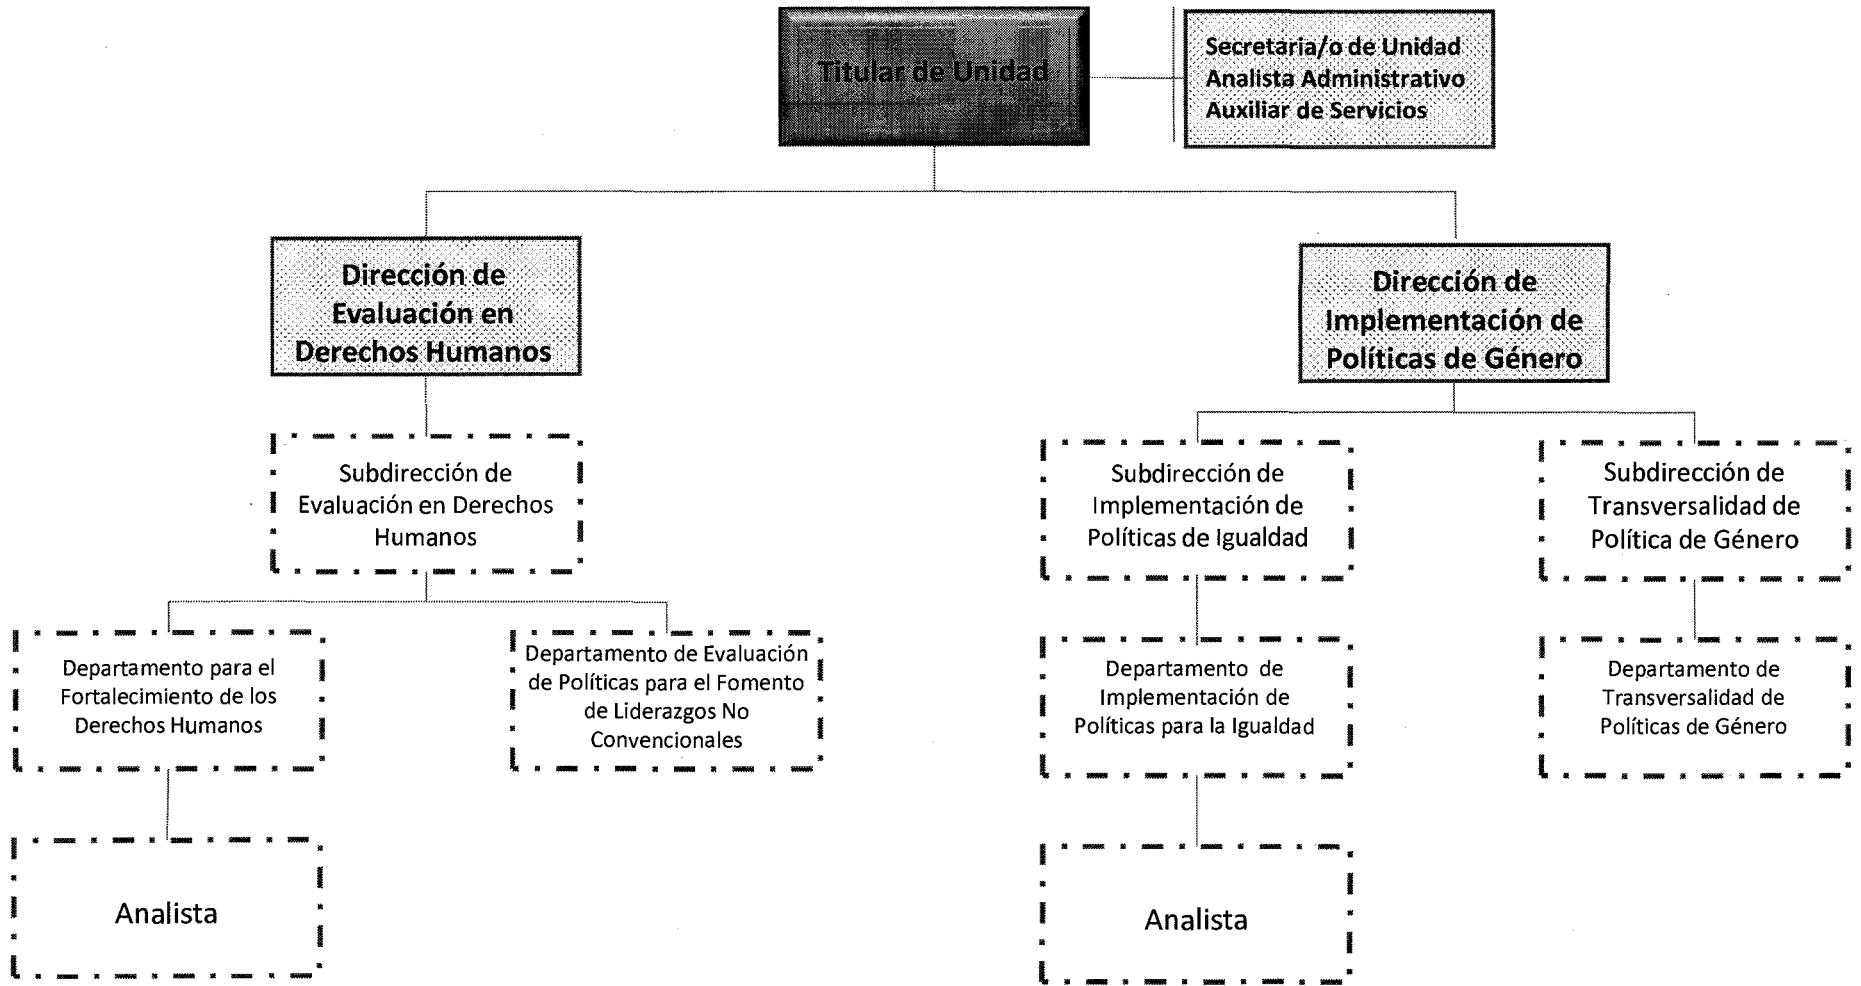 Titular de Unidad
Secretaria/o de Unidad
Analista Administrativo
Auxiliar de Servicios
Dirección de
Evaluación en
Derechos Humanos
Dirección de
Implementación de
Políticas de Género
Subdirección de
Evaluación en Derechos
Humanos
Subdirección de
Implementación de
Políticas de Igualdad
Subdirección de
Transversalidad de
Política de Género
Departamento para el
Fortalecimiento de los
Derechos Humanos
Departamento de Evaluación
de Políticas para el Fomento
de Liderazgos No
Convencionales
Departamento de
Implementación de
Políticas para la Igualdad
Departamento de
Transversalidad de
Políticas de Género
Analista
Analista